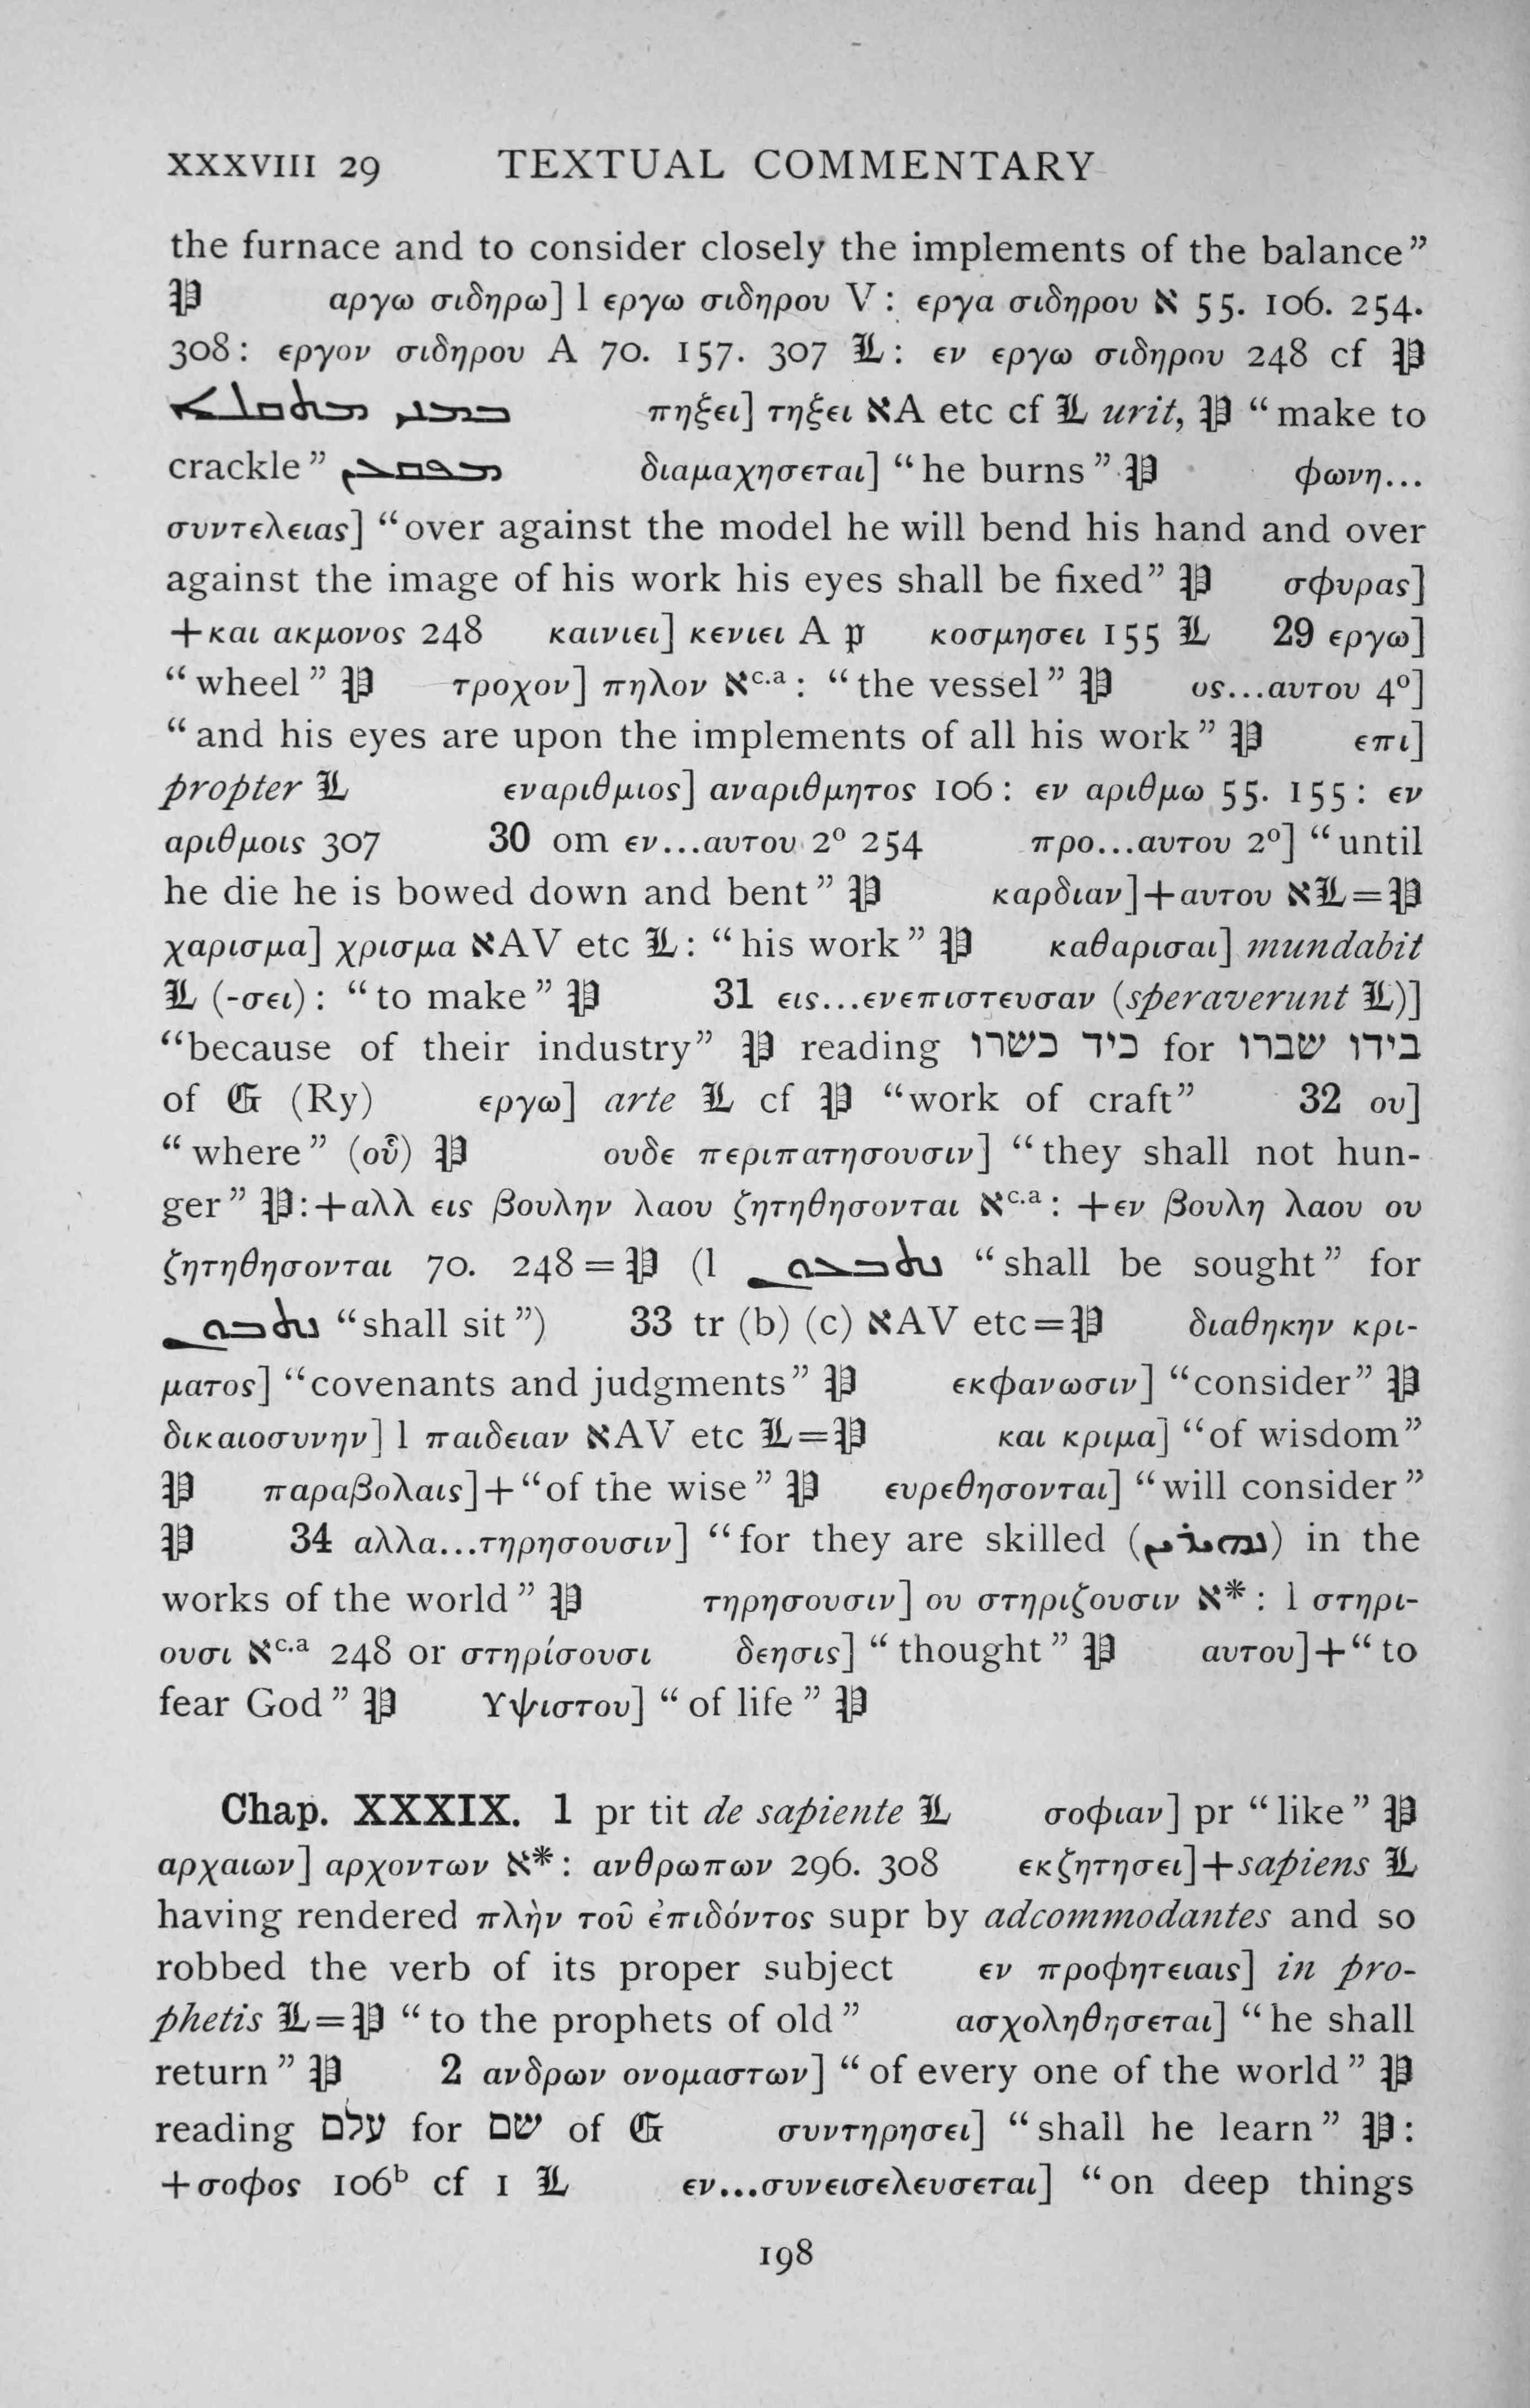 XXXVIII 29 TEXTUAL COMMENTARY
the furnace and to consider closely the implements of the balance”
𝔓 αργω σιδηρω] l εργω σιδηρου V : εργα σιδηρου א 55. 106. 254.
308: εργον σιδηρου A 70. 157. 307 𝔏: εν εργω σιδηρου 248 cf 𝔓
πηξει] τηξει אA etc cf 𝔏 urit, 𝔓 “make to
crackle” διαμαχησεται] “he burns” 𝔓 φωνη...
συντελειας] “over against the model he will bend his hand and over
against the image of his work his eyes shall be fixed” 𝔓 σφυρας]
+και ακμονος 248 καινιει] κενιει A 𝔭 κοσμησει 155 𝔏 29 εργω]
“wheel” 𝔓 τροχον] πηλον אc.a : “the vessel” 𝔓 ος...αυτου 4º]
“and his eyes are upon the implements of all his work” 𝔓 επι]
propter 𝔏 εναριθμιος] αναριθμητος 106 : εν αριθμω 55. 155 : εν
αριθμοις 307 30 om εν...αυτου 2º 254 προ...αυτου 2º] “until
he die he is bowed down and bent” 𝔓 καρδιαν]+αυτου א𝔏=𝔓
χαρισμα] χρισμα אAV etc 𝔏: “his work” 𝔓 καθαρισαι] mundabit
𝔏 (-σει) : “to make” 𝔓 31 εις...ενεπιστευσαν (speraverunt 𝔏)]
“because of their industry” 𝔓 reading כיד כשרו for בידו שברו
of 𝔊 (Ry) εργω] arte 𝔏 cf 𝔓 “work of craft” 32 ου]
“where” (οὗ) 𝔓 ουδε περιπατησουσιν] “they shall not hun-
ger” 𝔓:+αλλ εις βουλην λαου ζητηθησονται אc.a : +εν βουλη λαου ου
ζητηθησονται 70. 248=𝔓 (l ܢܬܒܥܘܢ “shall be sought” for
ܢܬܒܘܢ “shall sit”) 33 tr (b) (c) אAV etc=𝔓 διαθηκην κρι-
ματος] “covenants and judgments” 𝔓 εκφανωσιν] “consider” 𝔓
δικαιοσυνην] l παιδειαν אAV etc 𝔏=𝔓 και κριμα] “of wisdom”
𝔓 παραβολαις]+“of the wise” 𝔓 ευρεθησονται] “will consider”
𝔓 34 αλλα...τηρησουσιν] “for they are skilled () in the
works of the world” 𝔓 τηρησουσιν] ου στηριζουσιν א* : l στηρι-
ουσι אc.a 248 or στηρίσουσι δεησις] “thought” 𝔓 αυτου]+“to
fear God” 𝔓 Υψιστου] “of life” 𝔓
Chap. XXXIX. 1 pr tit de sapiente 𝔏 σοφιαν] pr “like” 𝔓
αρχαιων] αρχοντων א* : ανθρωπων 296. 308 εκζητησει]+sapiens 𝔏
having rendered πλὴν τοῦ ἐπιδόντος supr by adcommodantes and so
robbed the verb of its proper subject εν προφητειαις] in pro-
phetis 𝔏=𝔓 “to the prophets of old” ασχοληθησεται] “he shall
return” 𝔓 2 ανδρων ονομαστων] “of every one of the world” 𝔓
reading עלם for שם of 𝔊 συντηρησει] “shall he learn” 𝔓:
+σοφος 106ᵇ cf 1 𝔏 εν...συνεισελευσεται] “on deep things
198